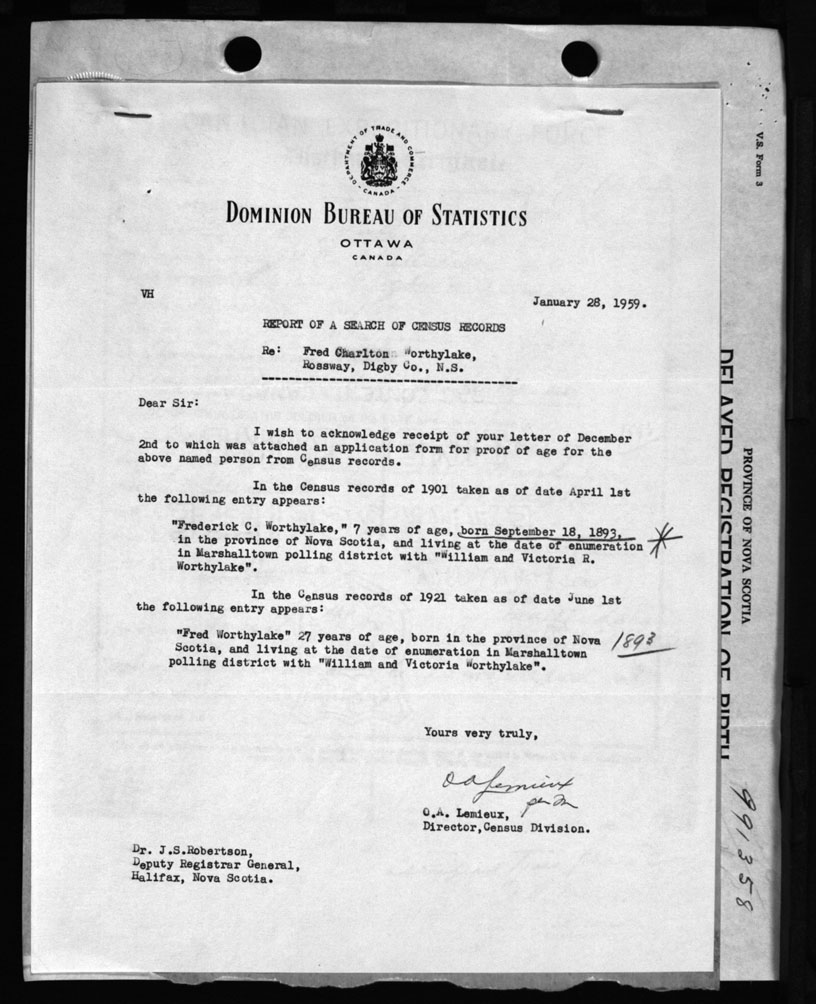 DEPARTMENT OF TRADE AND COMMERCE
CANADA
DOMINION BUREAU OF STATISTICS
OTTAWA
CANADA
VH
January 28, 1959.
REPORT OF A SEARCH OF CENSUS RECORDS
Re: Fred Charlton Worthylake,
Rossway, Digby Co., N.S.
Dear Sir:
I wish to acknowledge receipt of your letter of December
2nd to which was attached an application form for proof of age for the
above named person from Census records.
In the Census records of 1901 taken as of date April 1st
the following entry appears:
"Frederick C. Worthylake," 7 years of age, born September 18, 1893,
in the province of Nova Scotia, and living at the date of enumeration
in Marshalltown polling district with "William and Victoria R.
Worthylake".
In the Census records of 1921 taken as of date June 1st
the following entry appears:
"Fred Worthylake" 27 years of age, born in the province of Nova 1893
Scotia, and living at the date of enumeration in Marshalltown
polling district with "William and Victoria Worthylake".
Yours very truly,
O A Lemieux
per
O.A. Lemieux,
Director,Census Division.
Dr. J.S.Robertson,
Deputy Registrar General,
Halifax, Nova Scotia.
V.S. Form 3
PROVINCE OF NOVA SCOTIA
DELAYED REGISTRATION OF BIRTH
991358